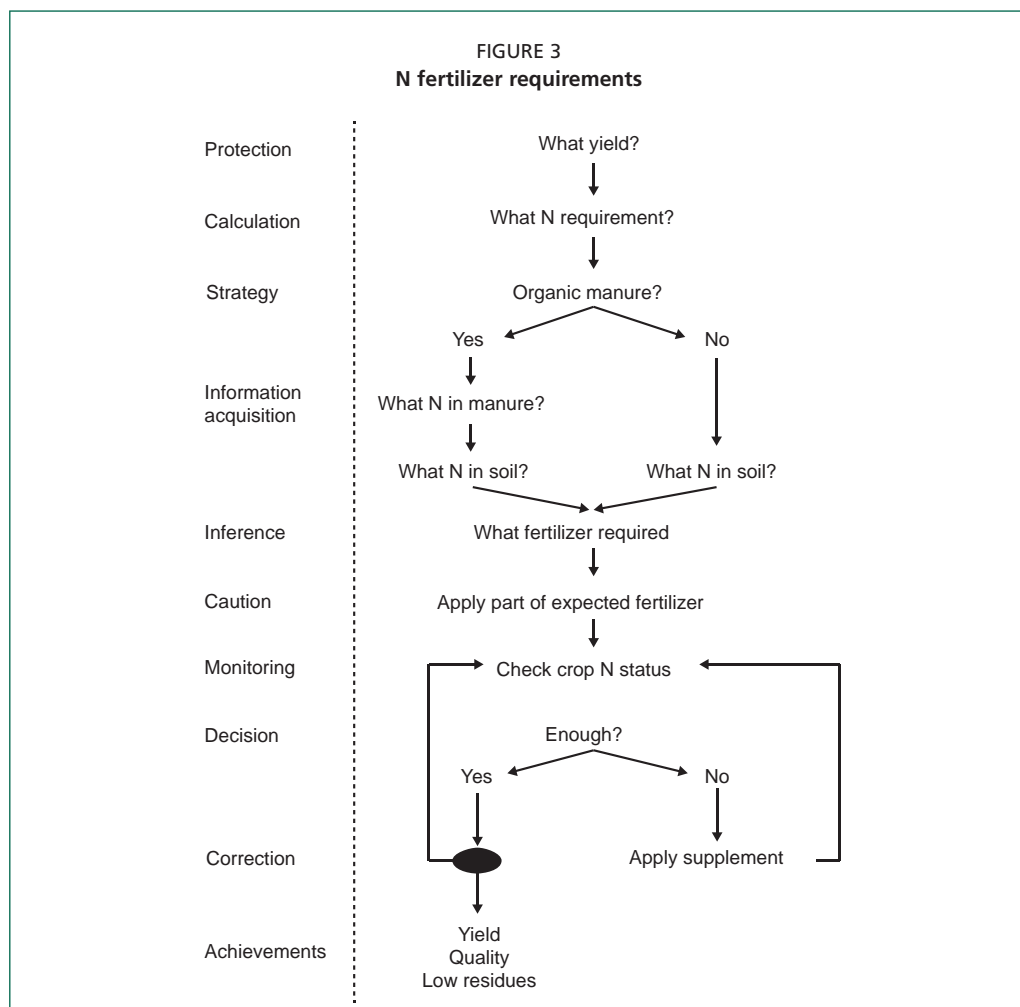 FIGURE 3
N fertilizer requirements
Protection
What yield?
Calculation
What N requirement?
Strategy
Organic manure?
Yes
No
Information
acquisition
What N in manure?
What N in soil?
What N in soil?
Inference
What fertilizer required
Caution
Apply part of expected fertilizer
Monitoring
Check crop N status
Decision
Enough?
Yes
No
Correction
Apply supplement
Achievements
Yield
Quality
Low residues